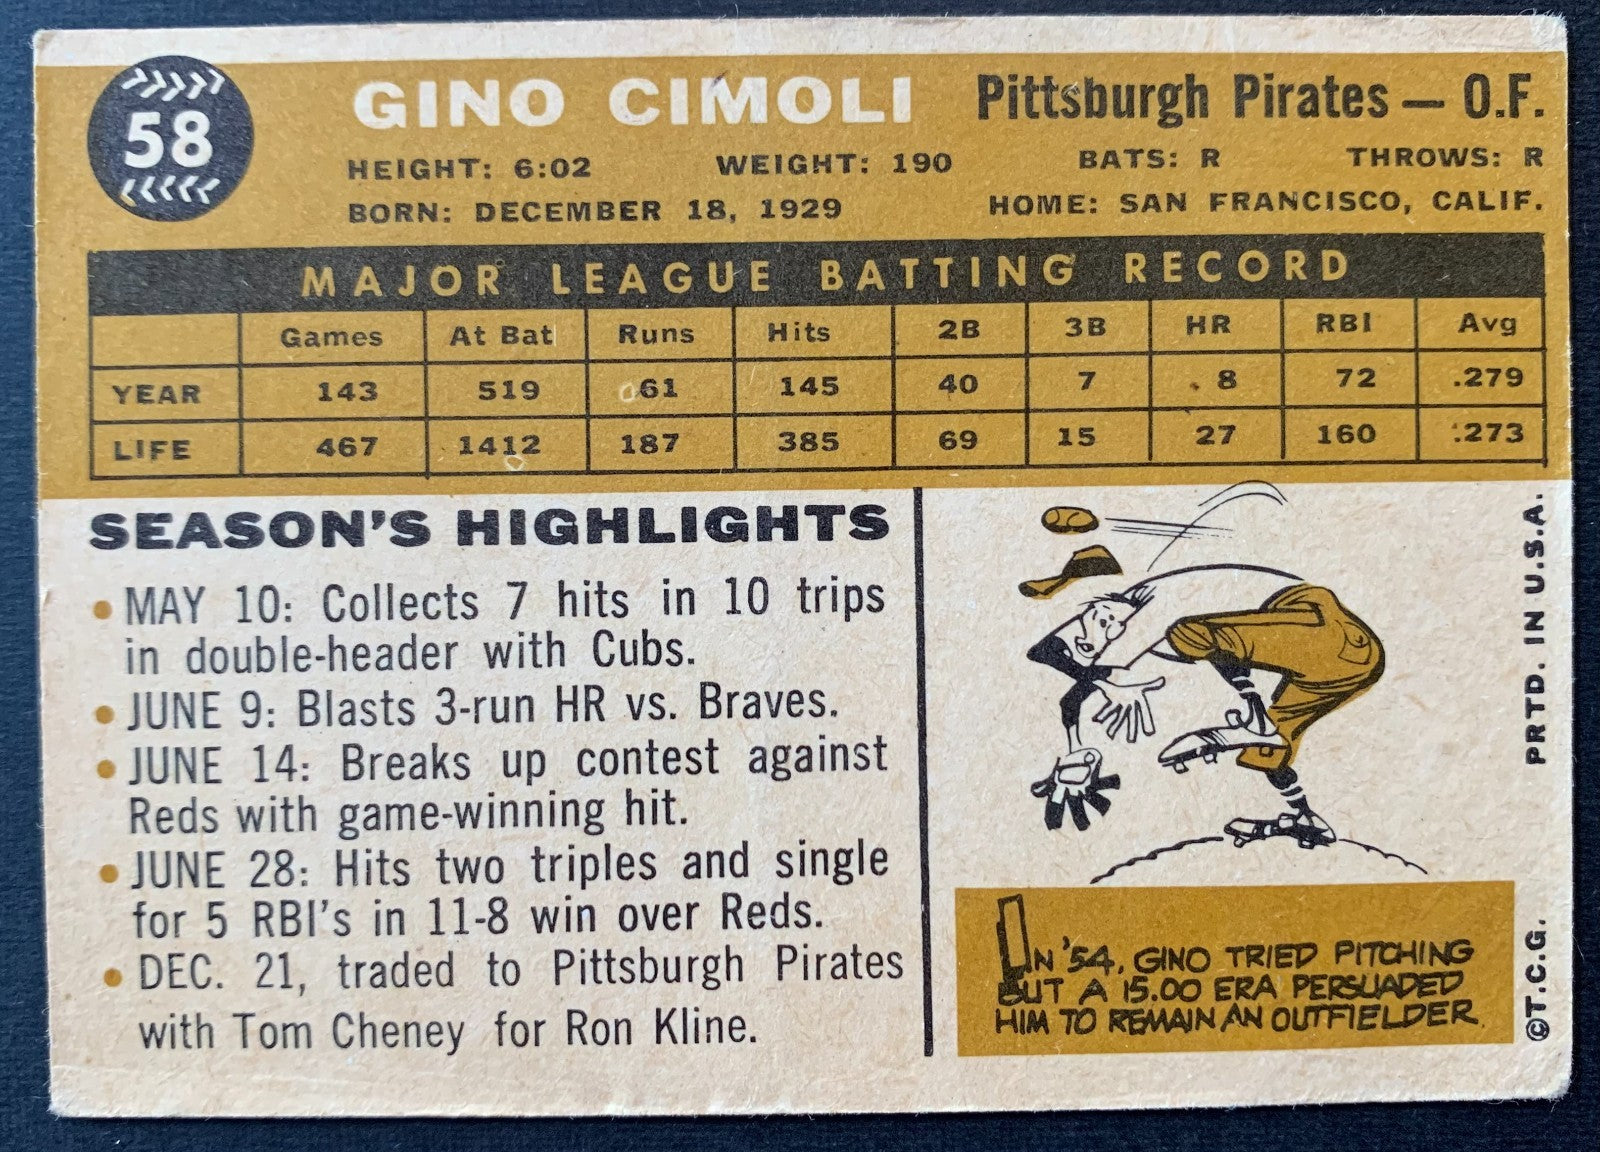 58
GINO CIMOLI
Pittsburgh Pirates — O.F.
HEIGHT: 6:02 WEIGHT: 190 BATS: R THROWS: R
BORN: DECEMBER 18, 1929 HOME: SAN FRANCISCO, CALIF.
MAJOR LEAGUE BATTING RECORD
Games At Bat Runs Hits 2B 3B HR RBI Avg
YEAR 143 519 61 145 40 7 8 72 .279
LIFE 467 1412 187 385 69 15 27 160 .273
SEASON'S HIGHLIGHTS
• MAY 10: Collects 7 hits in 10 trips
in double-header with Cubs.
• JUNE 9: Blasts 3-run HR vs. Braves.
• JUNE 14: Breaks up contest against
Reds with game-winning hit.
• JUNE 28: Hits two triples and single
for 5 RBI's in 11-8 win over Reds.
• DEC. 21, traded to Pittsburgh Pirates
with Tom Cheney for Ron Kline.
IN '54, GINO TRIED PITCHING
BUT A 15.00 ERA PERSUADED
HIM TO REMAIN AN OUTFIELDER.
©T.C.G. PRTD. IN U.S.A.